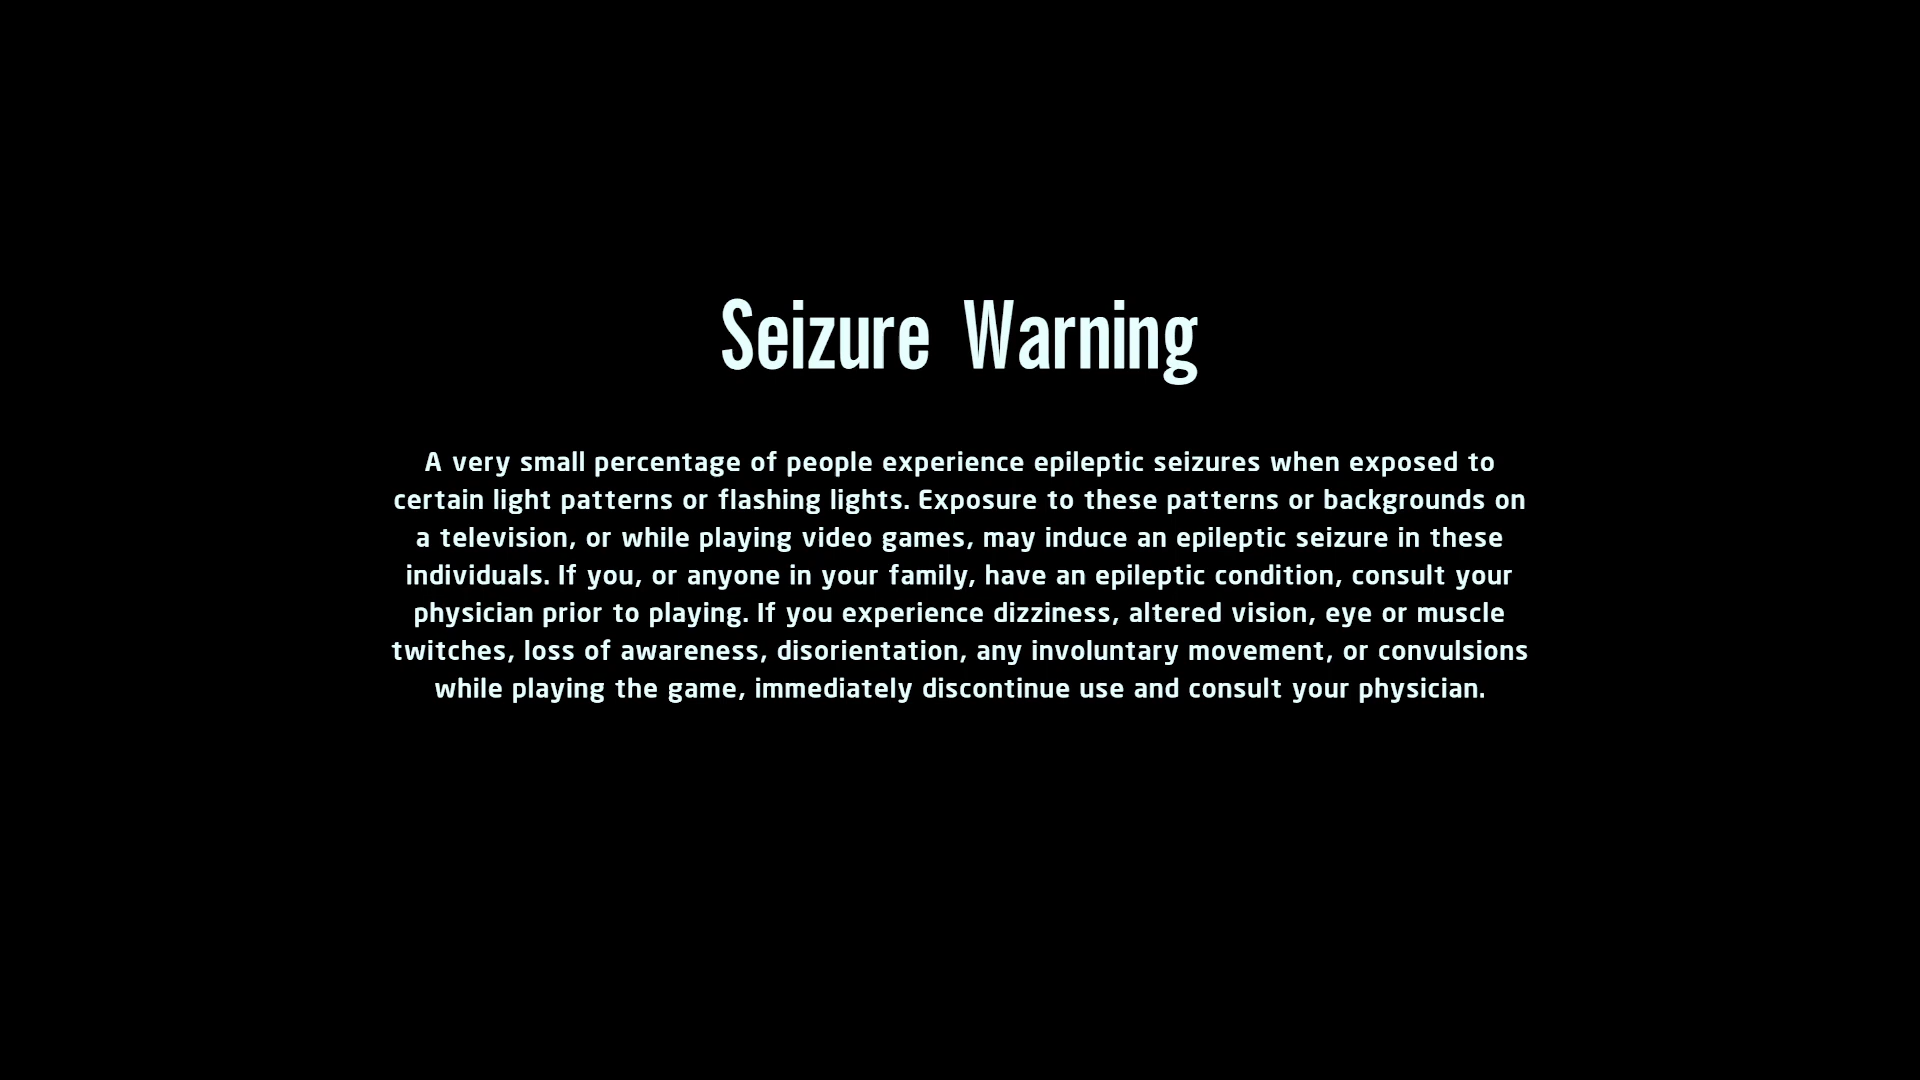 Seizure Warning
A very small percentage of people experience epileptic seizures when exposed to
certain light patterns or flashing lights. Exposure to these patterns or backgrounds on
a television, or while playing video games, may induce an epileptic seizure in these
individuals. If you, or anyone in your family, have an epileptic condition, consult your
physician prior to playing. If you experience dizziness, altered vision, eye or muscle
twitches, loss of awareness, disorientation, any involuntary movement, or convulsions
while playing the game, immediately discontinue use and consult your physician.